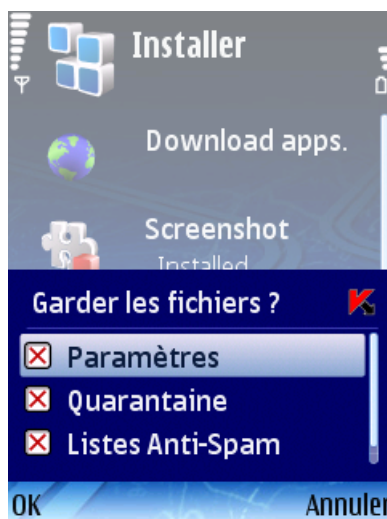 Installer
Download apps.
Screenshot
Installed
Garder les fichiers ?
Paramètres
Quarantaine
Listes Anti-Spam
OK Annuler